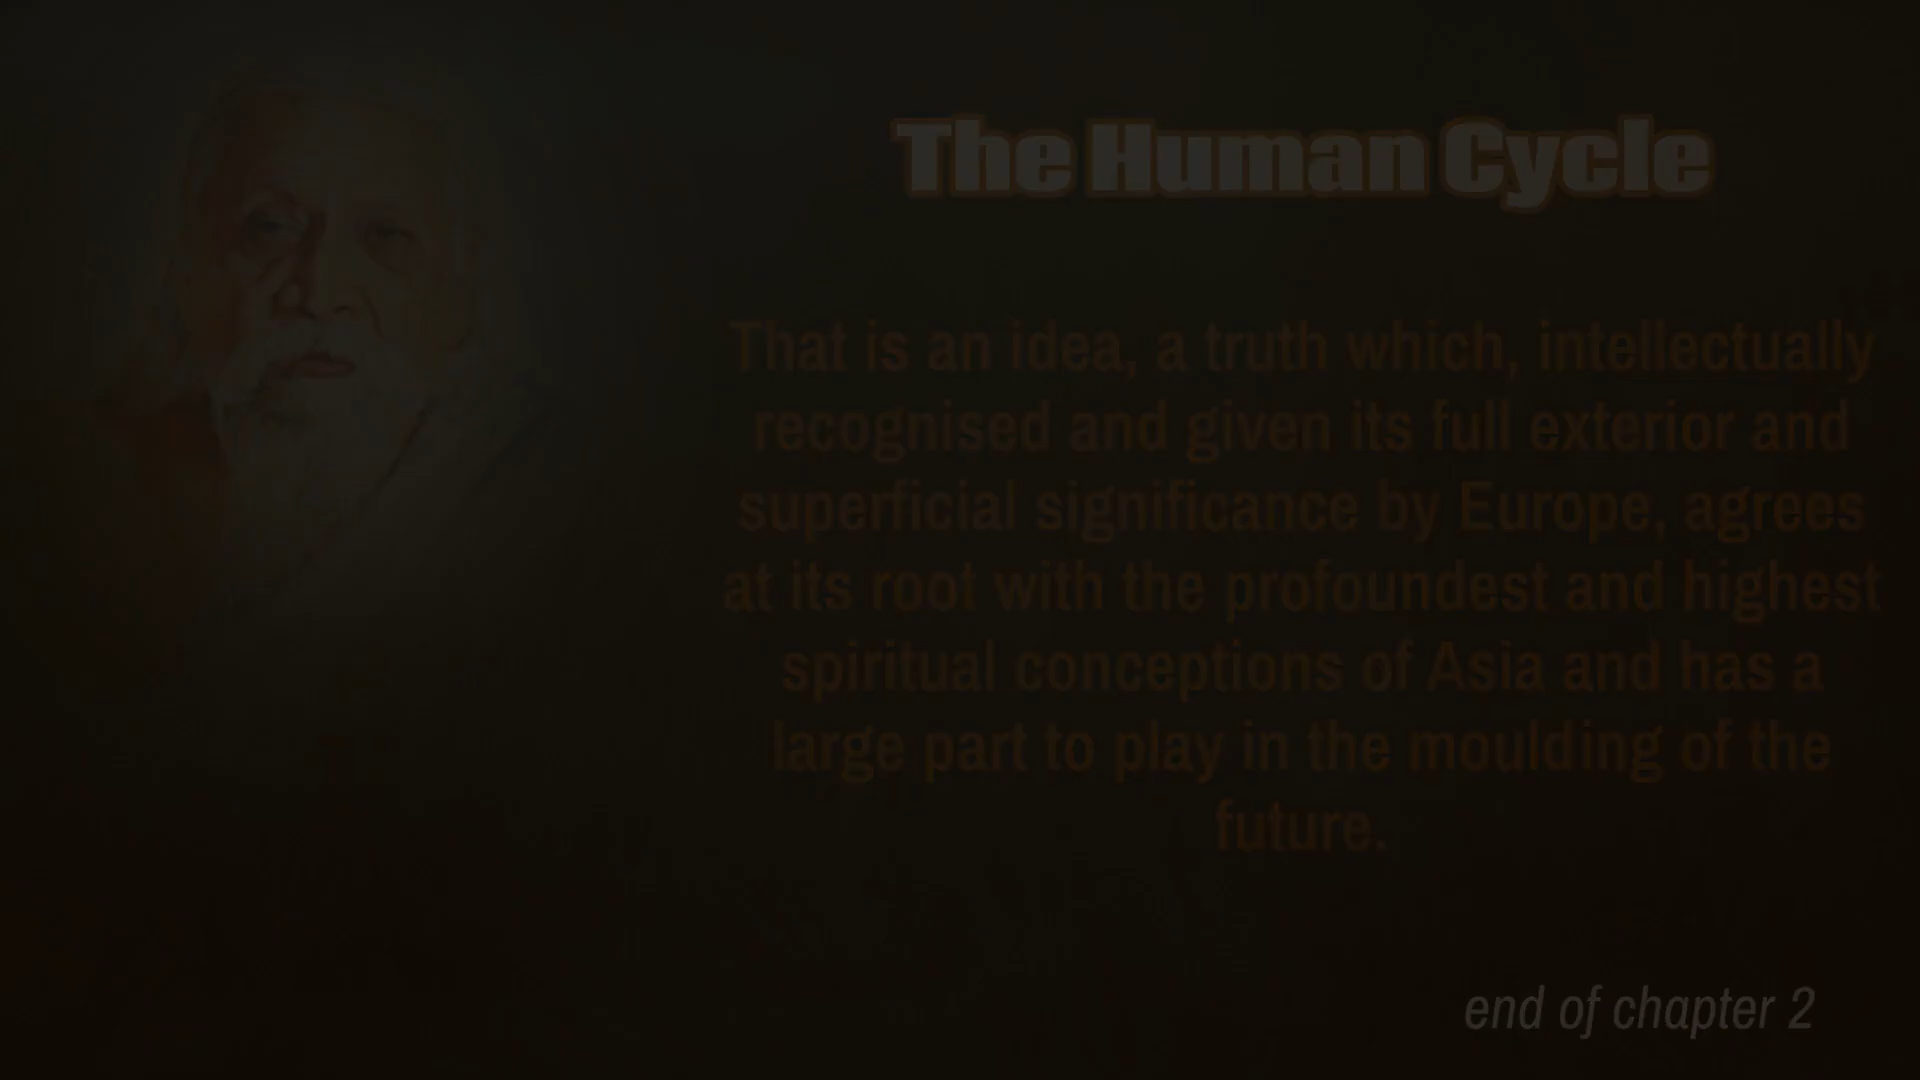 The Human Cycle
That is an idea, a truth which, intellectually
recognised and given its full exterior and
superficial significance by Europe, agrees
at its root with the profoundest and highest
spiritual conceptions of Asia and has a
large part to play in the moulding of the
future.
end of chapter 2